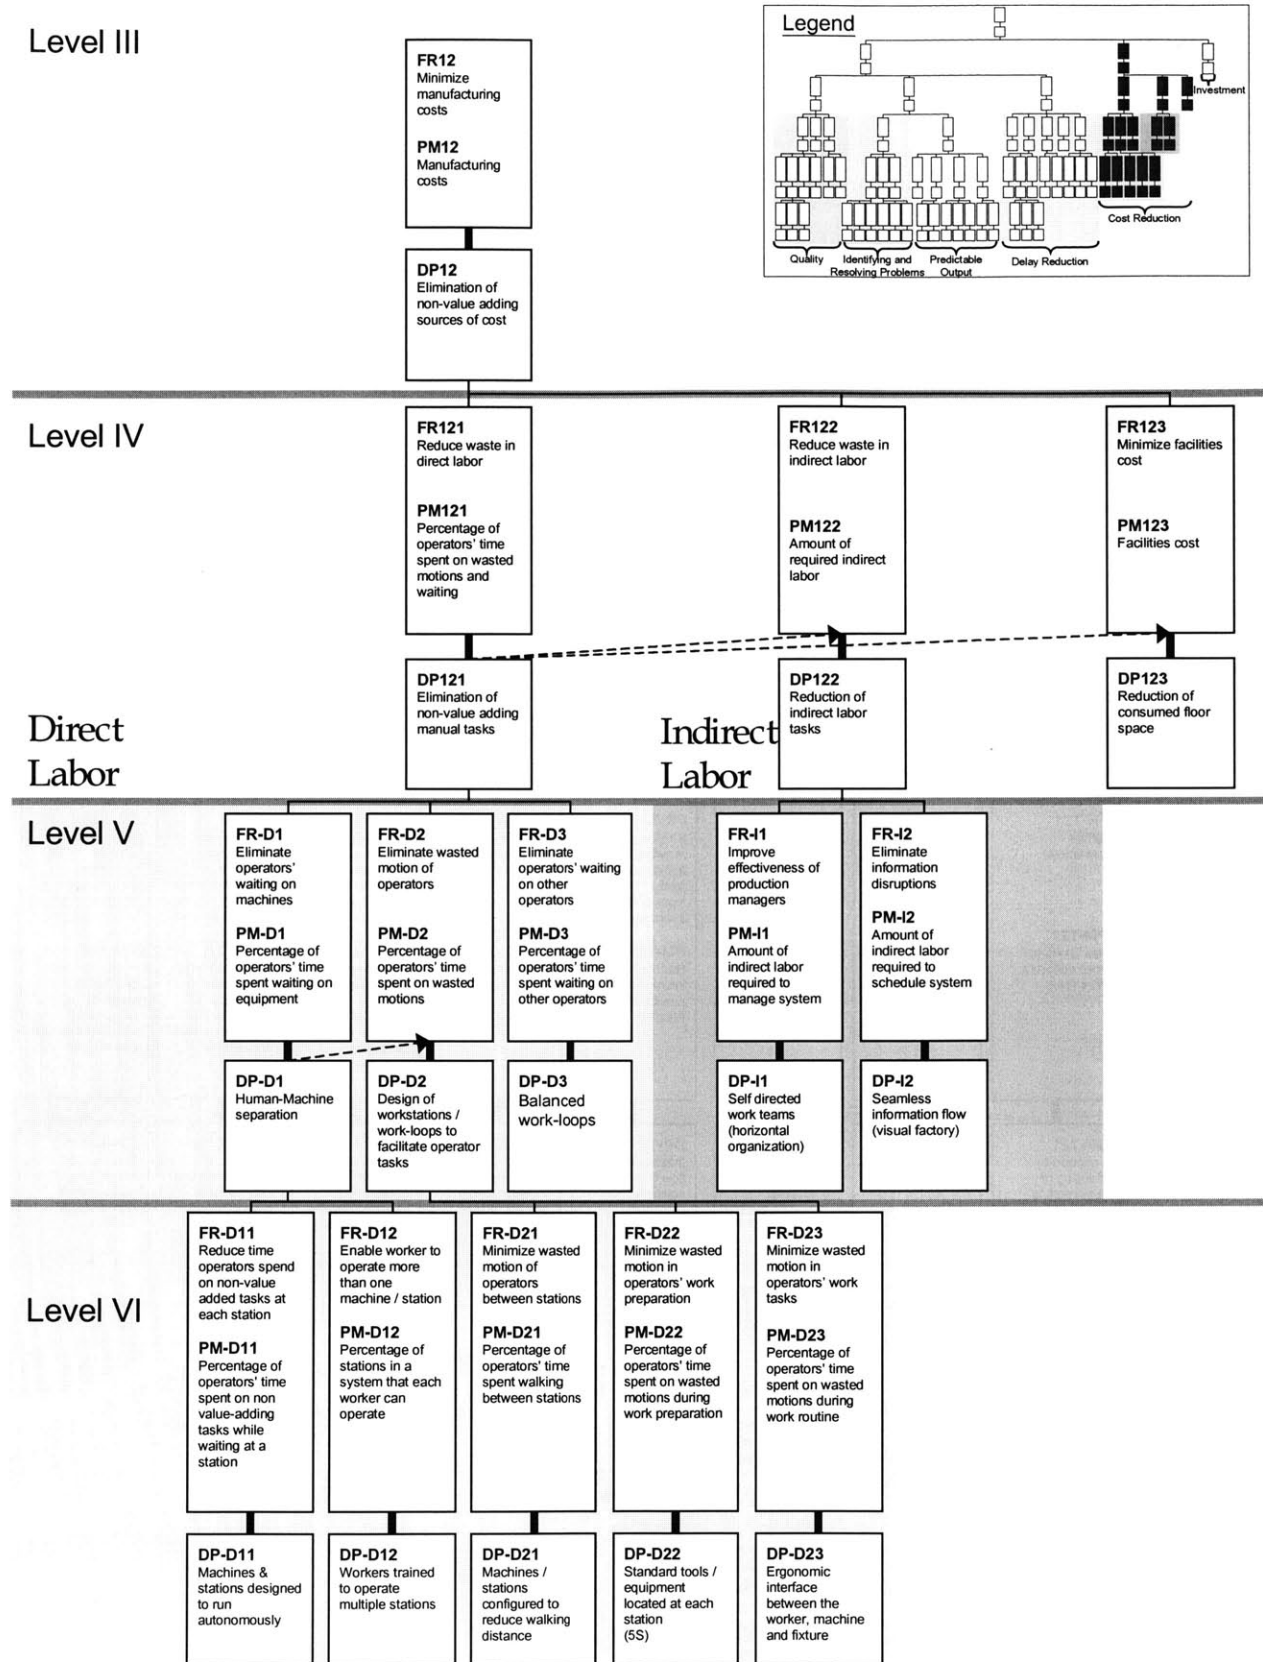 Level III
FR12
Minimize
manufacturing
costs
PM12
Manufacturing
costs
DP12
Elimination of
non-value adding
sources of cost
Legend
Investment
Cost Reduction
Quality
Identifying and
Resolving Problems
Predictable
Output
Delay Reduction
Level IV
FR121
Reduce waste in
direct labor
PM121
Percentage of
operators' time
spent on wasted
motions and
waiting
DP121
Elimination of
non-value adding
manual tasks
FR122
Reduce waste in
indirect labor
PM122
Amount of
required indirect
labor
DP122
Reduction of
indirect labor
tasks
FR123
Minimize facilities
cost
PM123
Facilities cost
DP123
Reduction of
consumed floor
space
Direct
Labor
Indirect
Labor
Level V
FR-D1
Eliminate
operators'
waiting on
machines
PM-D1
Percentage of
operators' time
spent waiting on
equipment
DP-D1
Human-Machine
separation
FR-D2
Eliminate wasted
motion of
operators
PM-D2
Percentage of
operators' time
spent on wasted
motions
DP-D2
Design of
workstations /
work-loops to
facilitate operator
tasks
FR-D3
Eliminate
operators' waiting
on other
operators
PM-D3
Percentage of
operators' time
spent waiting on
other operators
DP-D3
Balanced
work-loops
FR-I1
Improve
effectiveness of
production
managers
PM-I1
Amount of
indirect labor
required to
manage system
DP-I1
Self directed
work teams
(horizontal
organization)
FR-I2
Eliminate
information
disruptions
PM-I2
Amount of
indirect labor
required to
schedule system
DP-I2
Seamless
information flow
(visual factory)
Level VI
FR-D11
Reduce time
operators spend
on non-value
added tasks at
each station
PM-D11
Percentage of
operators' time
spent on non
value-adding
tasks while
waiting at a
station
DP-D11
Machines &
stations designed
to run
autonomously
FR-D12
Enable worker to
operate more
than one
machine / station
PM-D12
Percentage of
stations in a
system that each
worker can
operate
DP-D12
Workers trained
to operate
multiple stations
FR-D21
Minimize wasted
motion of
operators
between stations
PM-D21
Percentage of
operators' time
spent walking
between stations
DP-D21
Machines /
stations
configured to
reduce walking
distance
FR-D22
Minimize wasted
motion in
operators' work
preparation
PM-D22
Percentage of
operators' time
spent on wasted
motions during
work preparation
DP-D22
Standard tools /
equipment
located at each
station
(5S)
FR-D23
Minimize wasted
motion in
operators' work
tasks
PM-D23
Percentage of
operators' time
spent on wasted
motions during
work routine
DP-D23
Ergonomic
interface
between the
worker, machine
and fixture